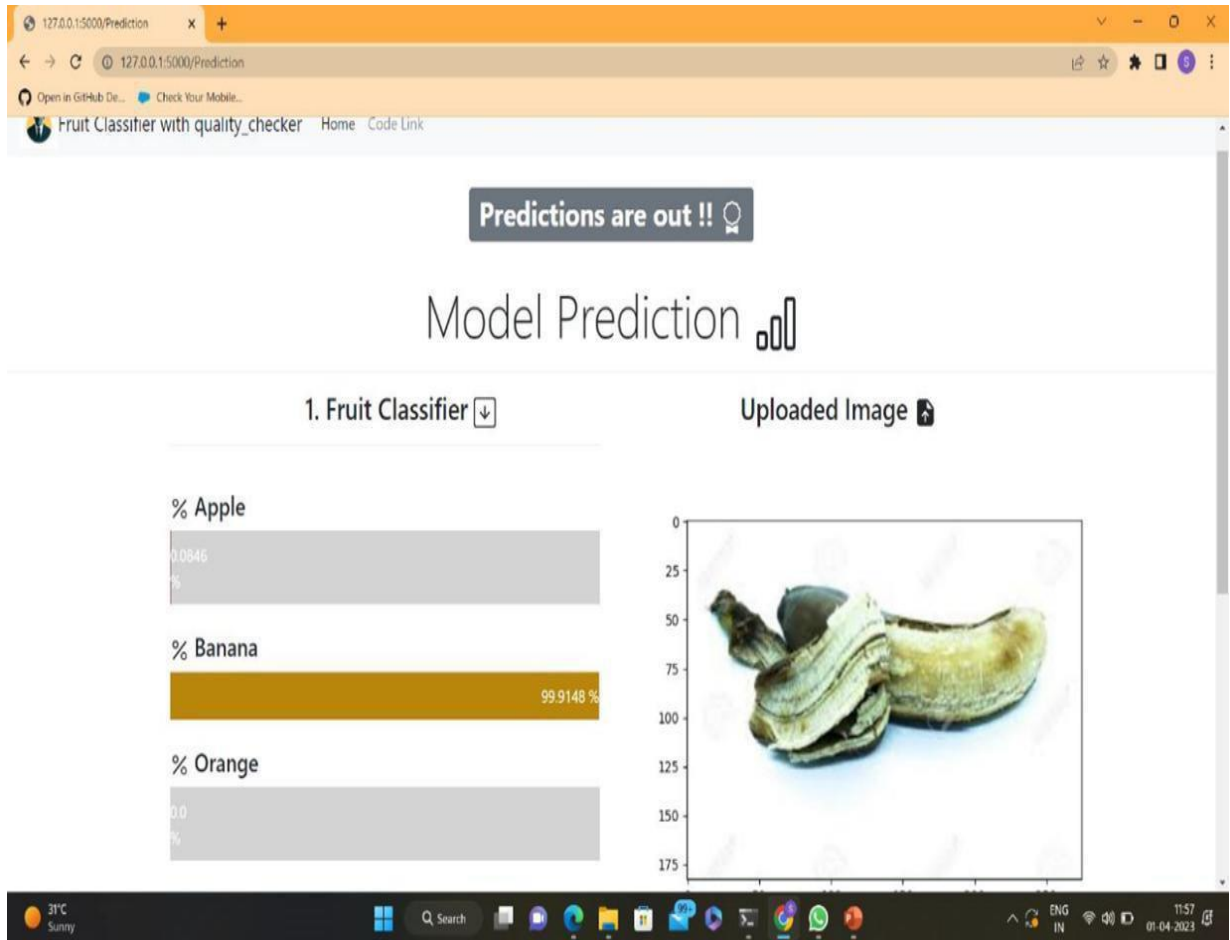 127.0.0.1:5000/Prediction
127.0.0.1:5000/Prediction
Open in GitHub De...
Check Your Mobile...
Fruit Classifier with quality_checker Home Code Link
Predictions are out !!
Model Prediction
1. Fruit Classifier
Uploaded Image
% Apple
0.0846
%
% Banana
99.9148 %
% Orange
0.0
%
0
25
50
75
100
125
150
175
31°C
Sunny
Search
99+
ENG
IN
11:57
01-04-2023